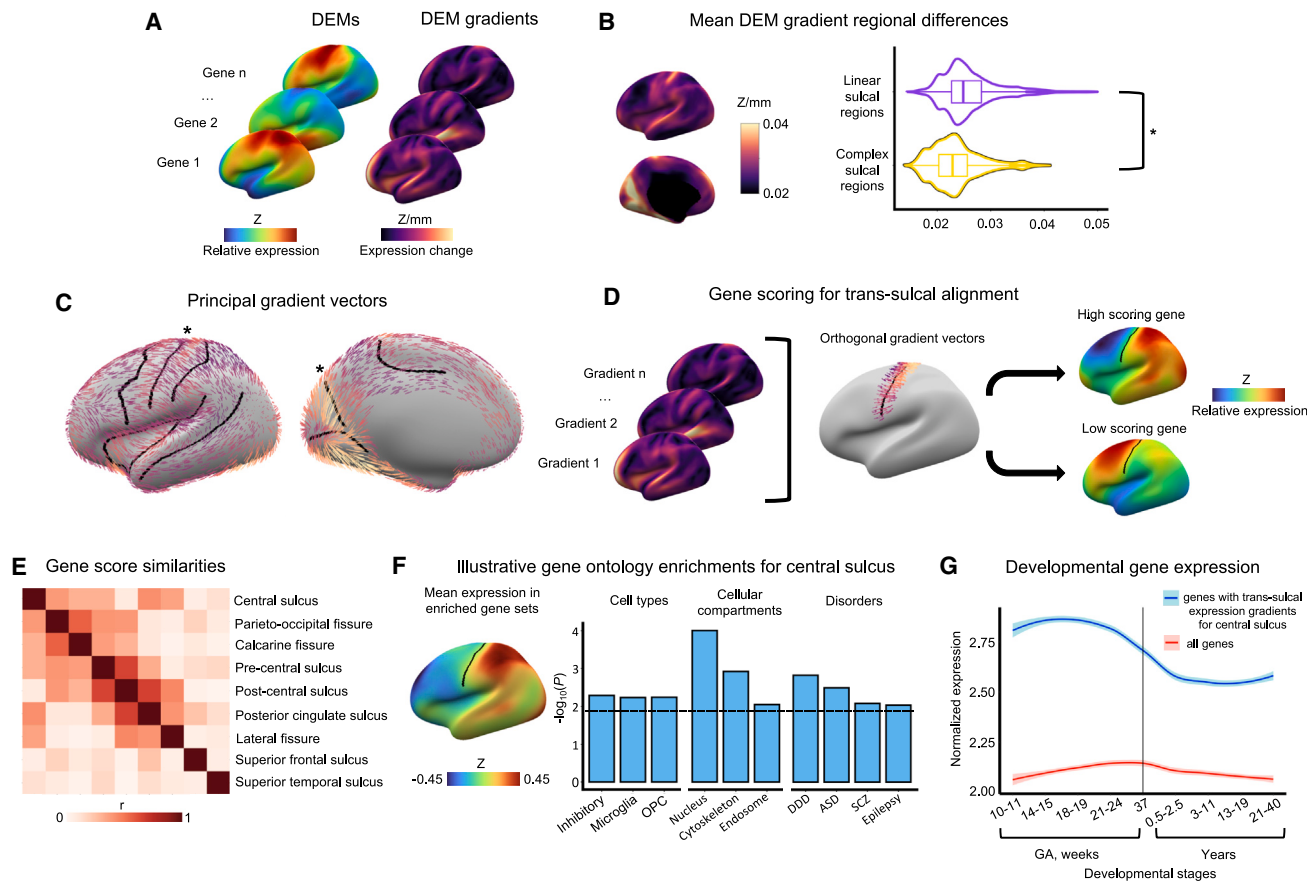 A
DEMs
DEM gradients
Gene n
...
Gene 2
Gene 1
Z
Relative expression
Z/mm
Expression change
B
Mean DEM gradient regional differences
Z/mm
0.04
0.02
Linear
sulcal
regions
Complex
sulcal
regions
*
0.02
0.03
0.04
0.05
C
Principal gradient vectors
*
*
D
Gene scoring for trans-sulcal alignment
Gradient n
...
Gradient 2
Gradient 1
Orthogonal gradient vectors
High scoring gene
Z
Relative expression
Low scoring gene
E
Gene score similarities
Central sulcus
Parieto-occipital fissure
Calcarine fissure
Pre-central sulcus
Post-central sulcus
Posterior cingulate sulcus
Lateral fissure
Superior frontal sulcus
Superior temporal sulcus
r
0
1
F
Illustrative gene ontology enrichments for central sulcus
Mean expression in
enriched gene sets
Z
-0.45
0.45
Cell types
Cellular
compartments
Disorders
-log10(P)
4
3
2
1
0
Inhibitory
Microglia
OPC
Nucleus
Cytoskeleton
Endosome
DDD
ASD
SCZ
Epilepsy
G
Developmental gene expression
genes with trans-sulcal
expression gradients
for central sulcus
all genes
Normalized expression
2.75
2.50
2.25
2.00
10-11
14-15
18-19
21-24
37
0.5-2.5
3-11
13-19
21-40
GA, weeks
Years
Developmental stages